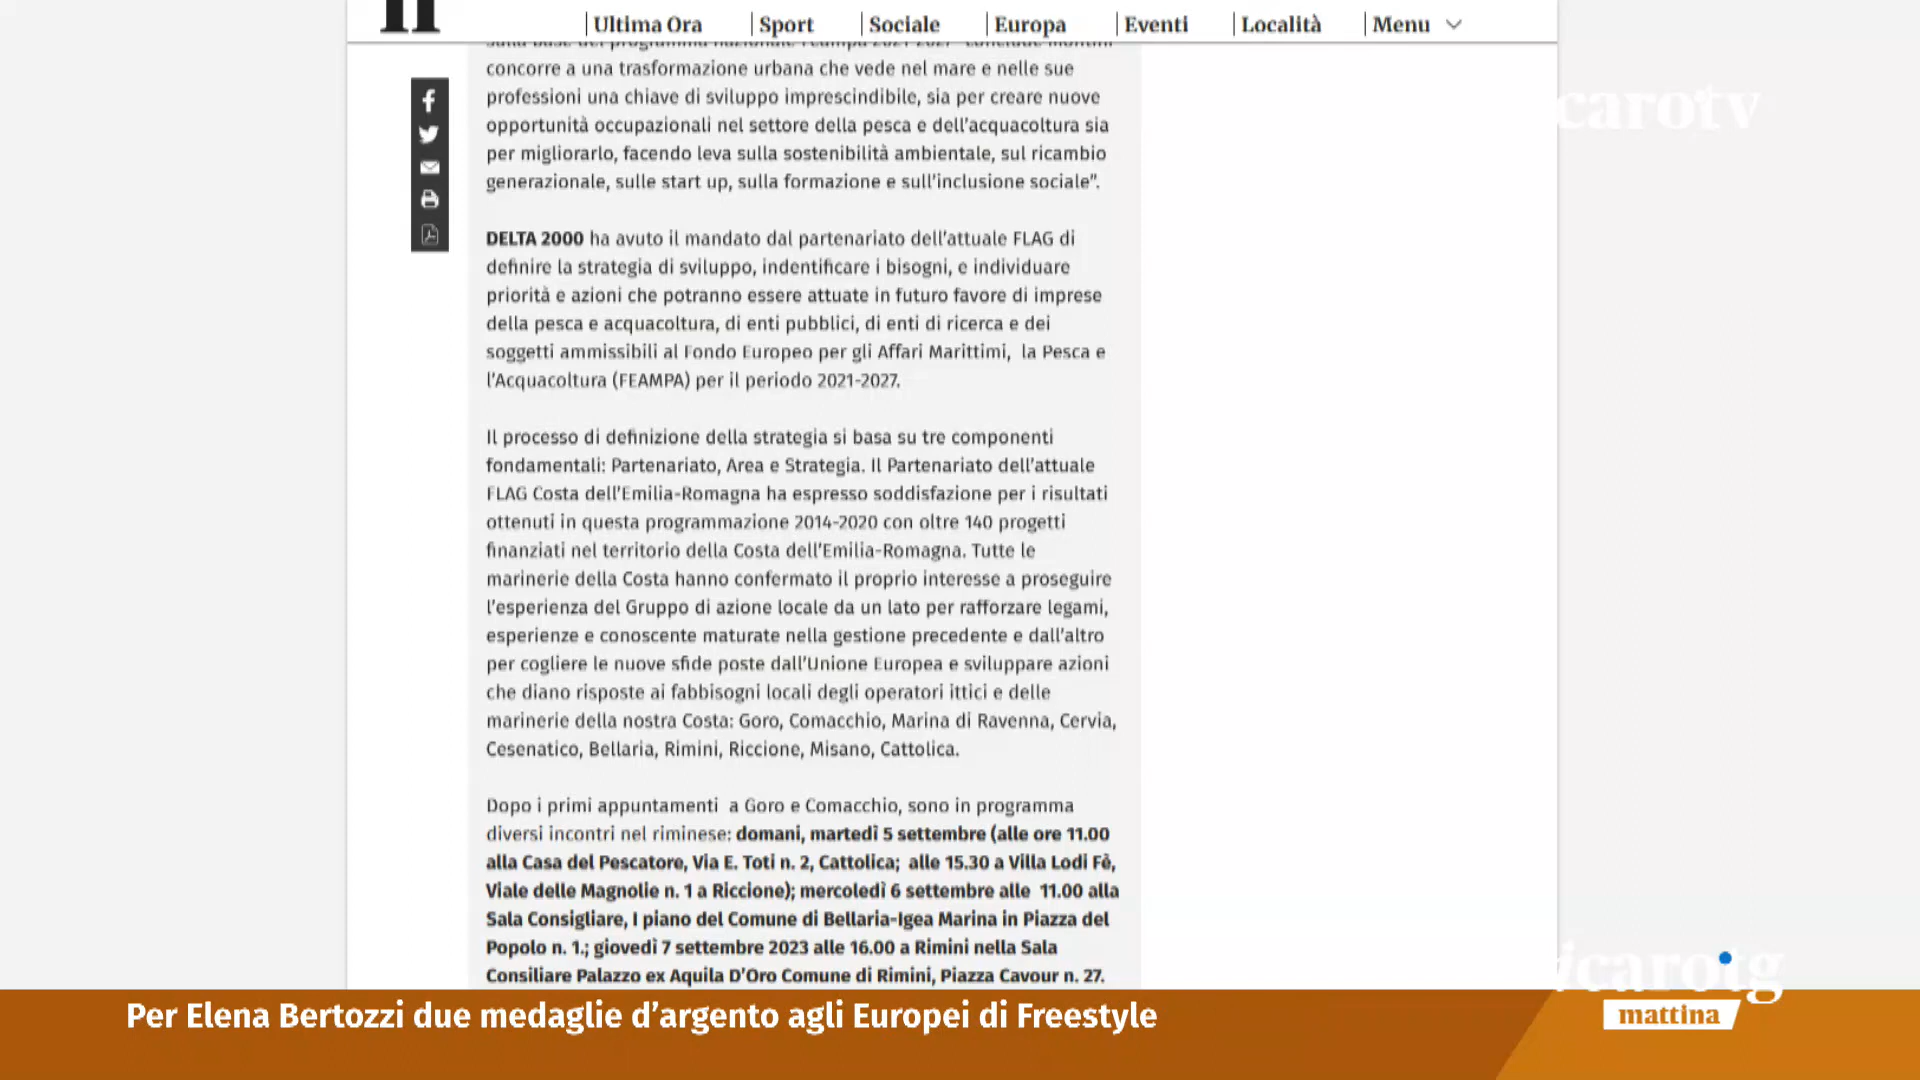 Ultima Ora
Sport
Sociale
Europa
Eventi
Località
Menu
concorre a una trasformazione urbana che vede nel mare e nelle sue
professioni una chiave di sviluppo imprescindibile, sia per creare nuove
opportunità occupazionali nel settore della pesca e dell'acquacoltura sia
per migliorarlo, facendo leva sulla sostenibilità ambientale, sul ricambio
generazionale, sulle start up, sulla formazione e sull'inclusione sociale”.
DELTA 2000 ha avuto il mandato dal partenariato dell'attuale FLAG di
definire la strategia di sviluppo, indentificare i bisogni, e individuare
priorità e azioni che potranno essere attuate in futuro favore di imprese
della pesca e acquacoltura, di enti pubblici, di enti di ricerca e dei
soggetti ammissibili al Fondo Europeo per gli Affari Marittimi, la Pesca e
l'Acquacoltura (FEAMPA) per il periodo 2021-2027.
Il processo di definizione della strategia si basa su tre componenti
fondamentali: Partenariato, Area e Strategia. Il Partenariato dell'attuale
FLAG Costa dell'Emilia-Romagna ha espresso soddisfazione per i risultati
ottenuti in questa programmazione 2014-2020 con oltre 140 progetti
finanziati nel territorio della Costa dell'Emilia-Romagna. Tutte le
marinerie della Costa hanno confermato il proprio interesse a proseguire
l'esperienza del Gruppo di azione locale da un lato per rafforzare legami,
esperienze e conoscente maturate nella gestione precedente e dall'altro
per cogliere le nuove sfide poste dall'Unione Europea e sviluppare azioni
che diano risposte ai fabbisogni locali degli operatori ittici e delle
marinerie della nostra Costa: Goro, Comacchio, Marina di Ravenna, Cervia,
Cesenatico, Bellaria, Rimini, Riccione, Misano, Cattolica.
Dopo i primi appuntamenti a Goro e Comacchio, sono in programma
diversi incontri nel riminese: domani, martedì 5 settembre (alle ore 11.00
alla Casa del Pescatore, Via E. Toti n. 2, Cattolica; alle 15.30 a Villa Lodi Fè,
Viale delle Magnolie n. 1 a Riccione); mercoledì 6 settembre alle 11.00 alla
Sala Consigliare, I piano del Comune di Bellaria-Igea Marina in Piazza del
Popolo n. 1.; giovedì 7 settembre 2023 alle 16.00 a Rimini nella Sala
Consiliare Palazzo ex Aquila D'Oro Comune di Rimini, Piazza Cavour n. 27.
icarotv
icarotg
mattina
Per Elena Bertozzi due medaglie d'argento agli Europei di Freestyle